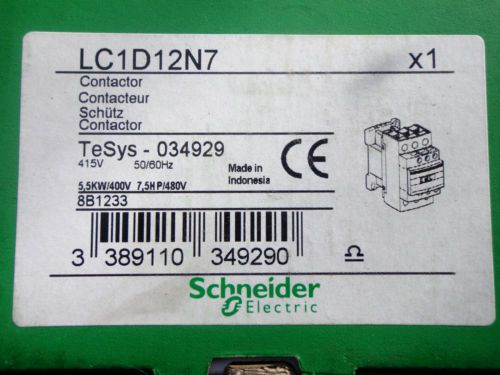 LC1D12N7 x1
Contactor
Contacteur
Schütz
Contactor
TeSys - 034929
415V 50/60Hz
Made in
Indonesia
CE
5,5KW/400V 7,5HP/480V
8B1233
3 389110 349290
Schneider
Electric